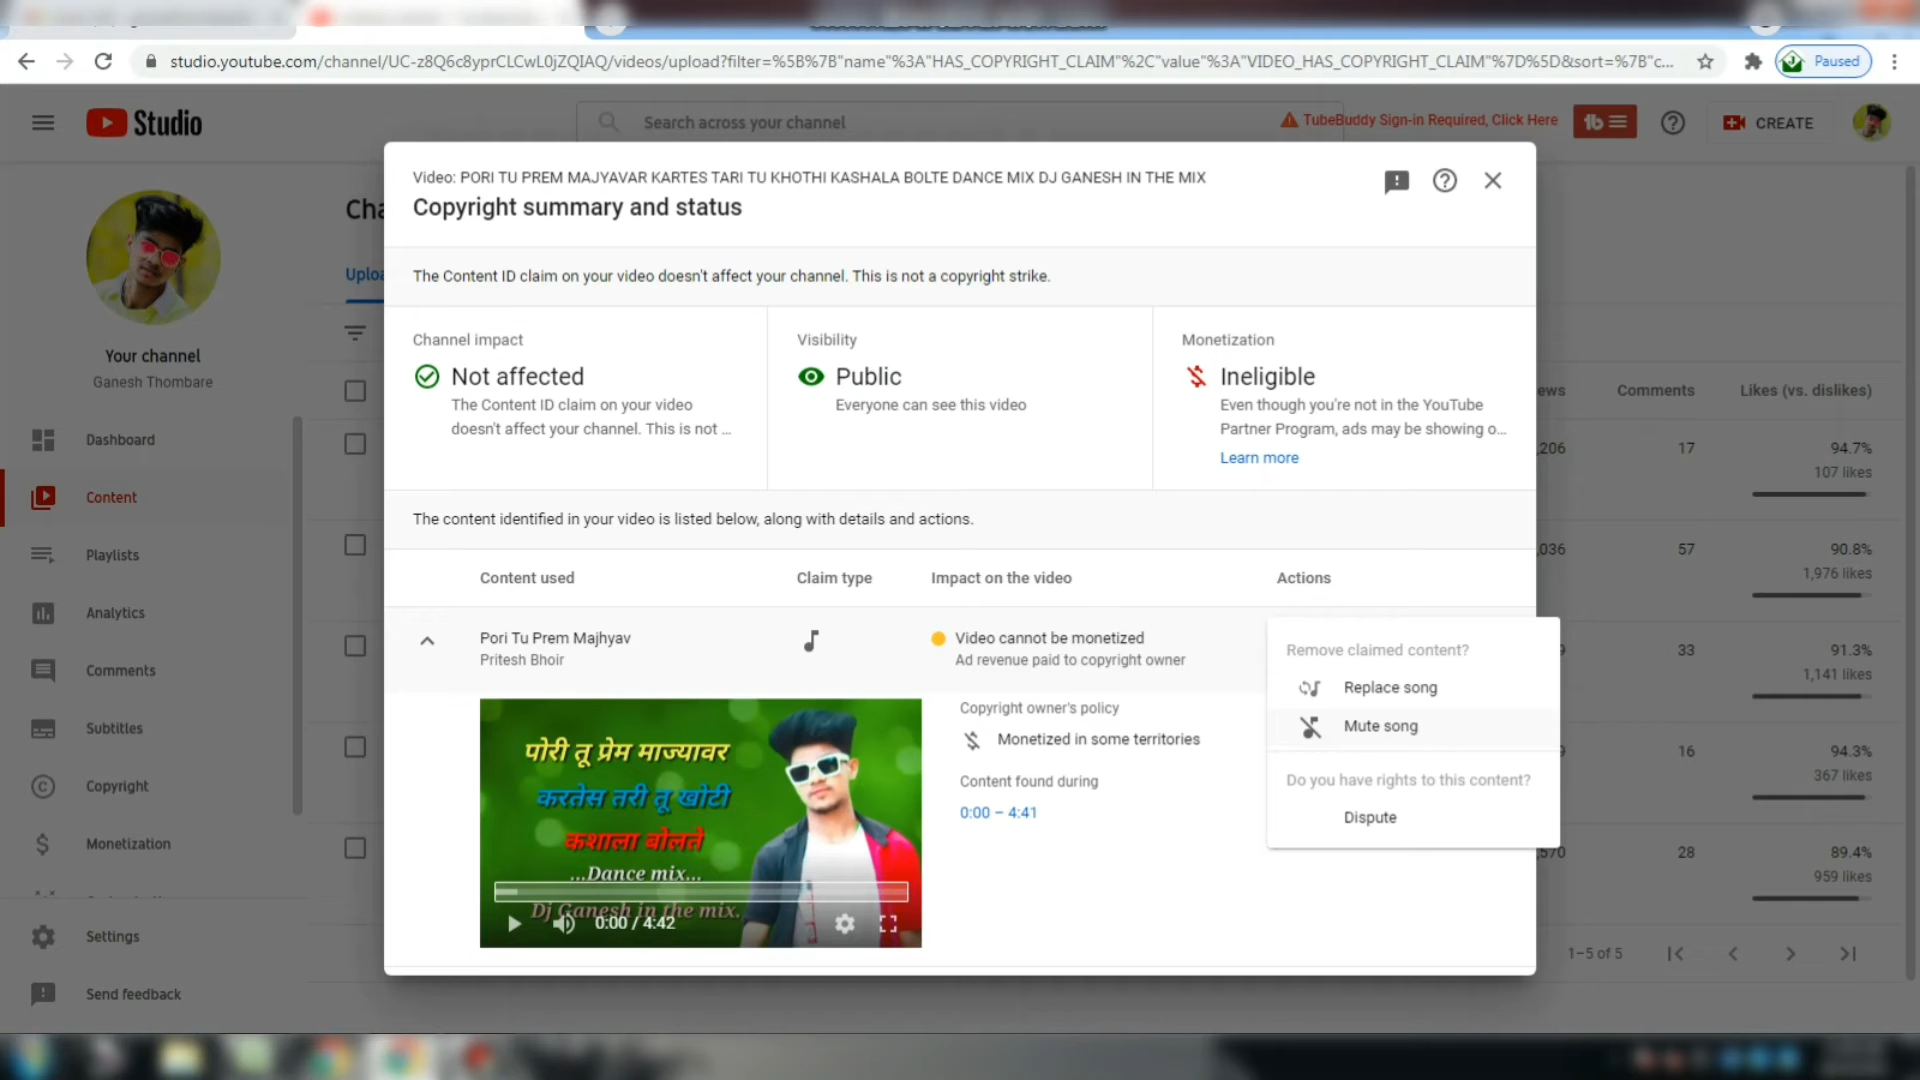 studio.youtube.com/channel/UC-z8Q6c8yprCLCwL0jZQIAQ/videos/upload?filter=%5B%7B"name"%3A"HAS_COPYRIGHT_CLAIM"%2C"value"%3A"VIDEO_HAS_COPYRIGHT_CLAIM"%7D%5D&sort=%7B"c...
Paused
Studio
Search across your channel
TubeBuddy Sign-in Required, Click Here
CREATE
Your channel
Ganesh Thombare
Dashboard
Content
Playlists
Analytics
Comments
Subtitles
Copyright
Monetization
Settings
Send feedback
Video: PORI TU PREM MAJYAVAR KARTES TARI TU KHOTHI KASHALA BOLTE DANCE MIX DJ GANESH IN THE MIX
Copyright summary and status
The Content ID claim on your video doesn't affect your channel. This is not a copyright strike.
Channel impact
Not affected
The Content ID claim on your video
doesn't affect your channel. This is not ...
Visibility
Public
Everyone can see this video
Monetization
Ineligible
Even though you're not in the YouTube
Partner Program, ads may be showing o...
Learn more
The content identified in your video is listed below, along with details and actions.
Content used Claim type Impact on the video Actions
Pori Tu Prem Majhyav
Pritesh Bhoir
Video cannot be monetized
Ad revenue paid to copyright owner
पोरी तू प्रेम माज्यावर
करतेस तरी तू खोटी
कशाला बोलते
...Dance mix...
Dj Ganesh in the mix.
0:00 / 4:42
Copyright owner's policy
Monetized in some territories
Content found during
0:00 – 4:41
Remove claimed content?
Replace song
Mute song
Do you have rights to this content?
Dispute
Comments Likes (vs. dislikes)
17 94.7%
107 likes
57 90.8%
1,976 likes
33 91.3%
1,141 likes
16 94.3%
367 likes
28 89.4%
959 likes
1–5 of 5